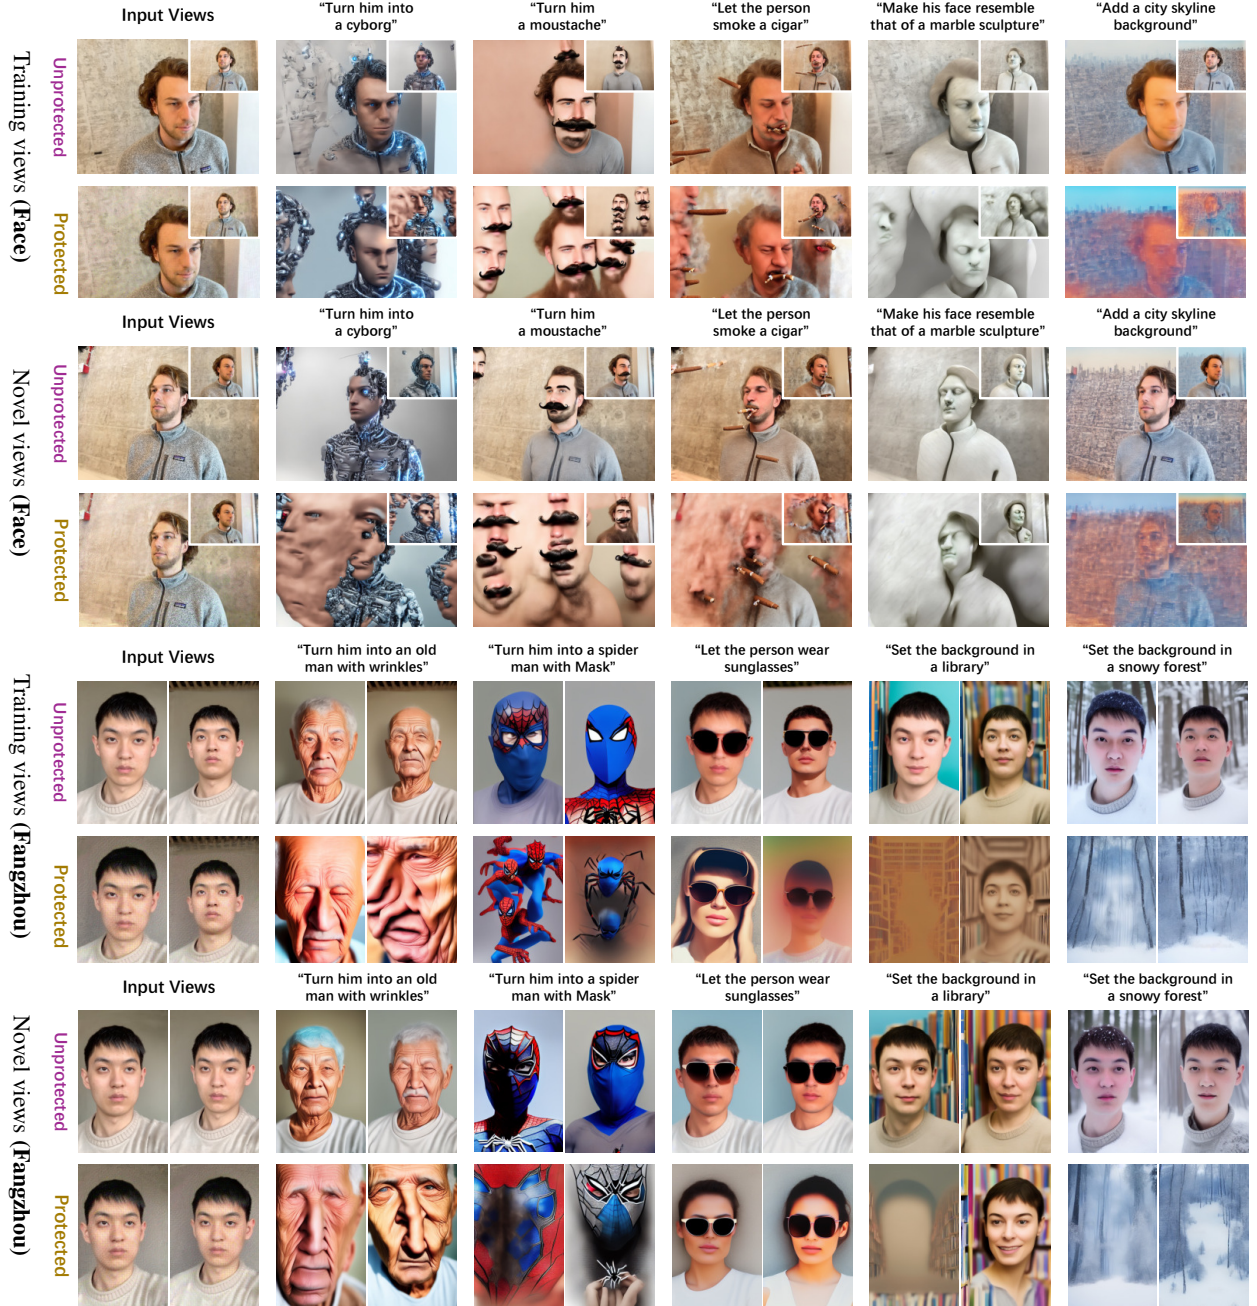 Input Views
“Turn him into
a cyborg”
“Turn him
a moustache”
“Let the person
smoke a cigar”
“Make his face resemble
that of a marble sculpture”
“Add a city skyline
background”
Training views (Face)
Unprotected
Protected
Input Views
“Turn him into
a cyborg”
“Turn him
a moustache”
“Let the person
smoke a cigar”
“Make his face resemble
that of a marble sculpture”
“Add a city skyline
background”
Novel views (Face)
Unprotected
Protected
Input Views
“Turn him into an old
man with wrinkles”
“Turn him into a spider
man with Mask”
“Let the person wear
sunglasses”
“Set the background in
a library”
“Set the background in
a snowy forest”
Training views (Fangzhou)
Unprotected
Protected
Input Views
“Turn him into an old
man with wrinkles”
“Turn him into a spider
man with Mask”
“Let the person wear
sunglasses”
“Set the background in
a library”
“Set the background in
a snowy forest”
Novel views (Fangzhou)
Unprotected
Protected